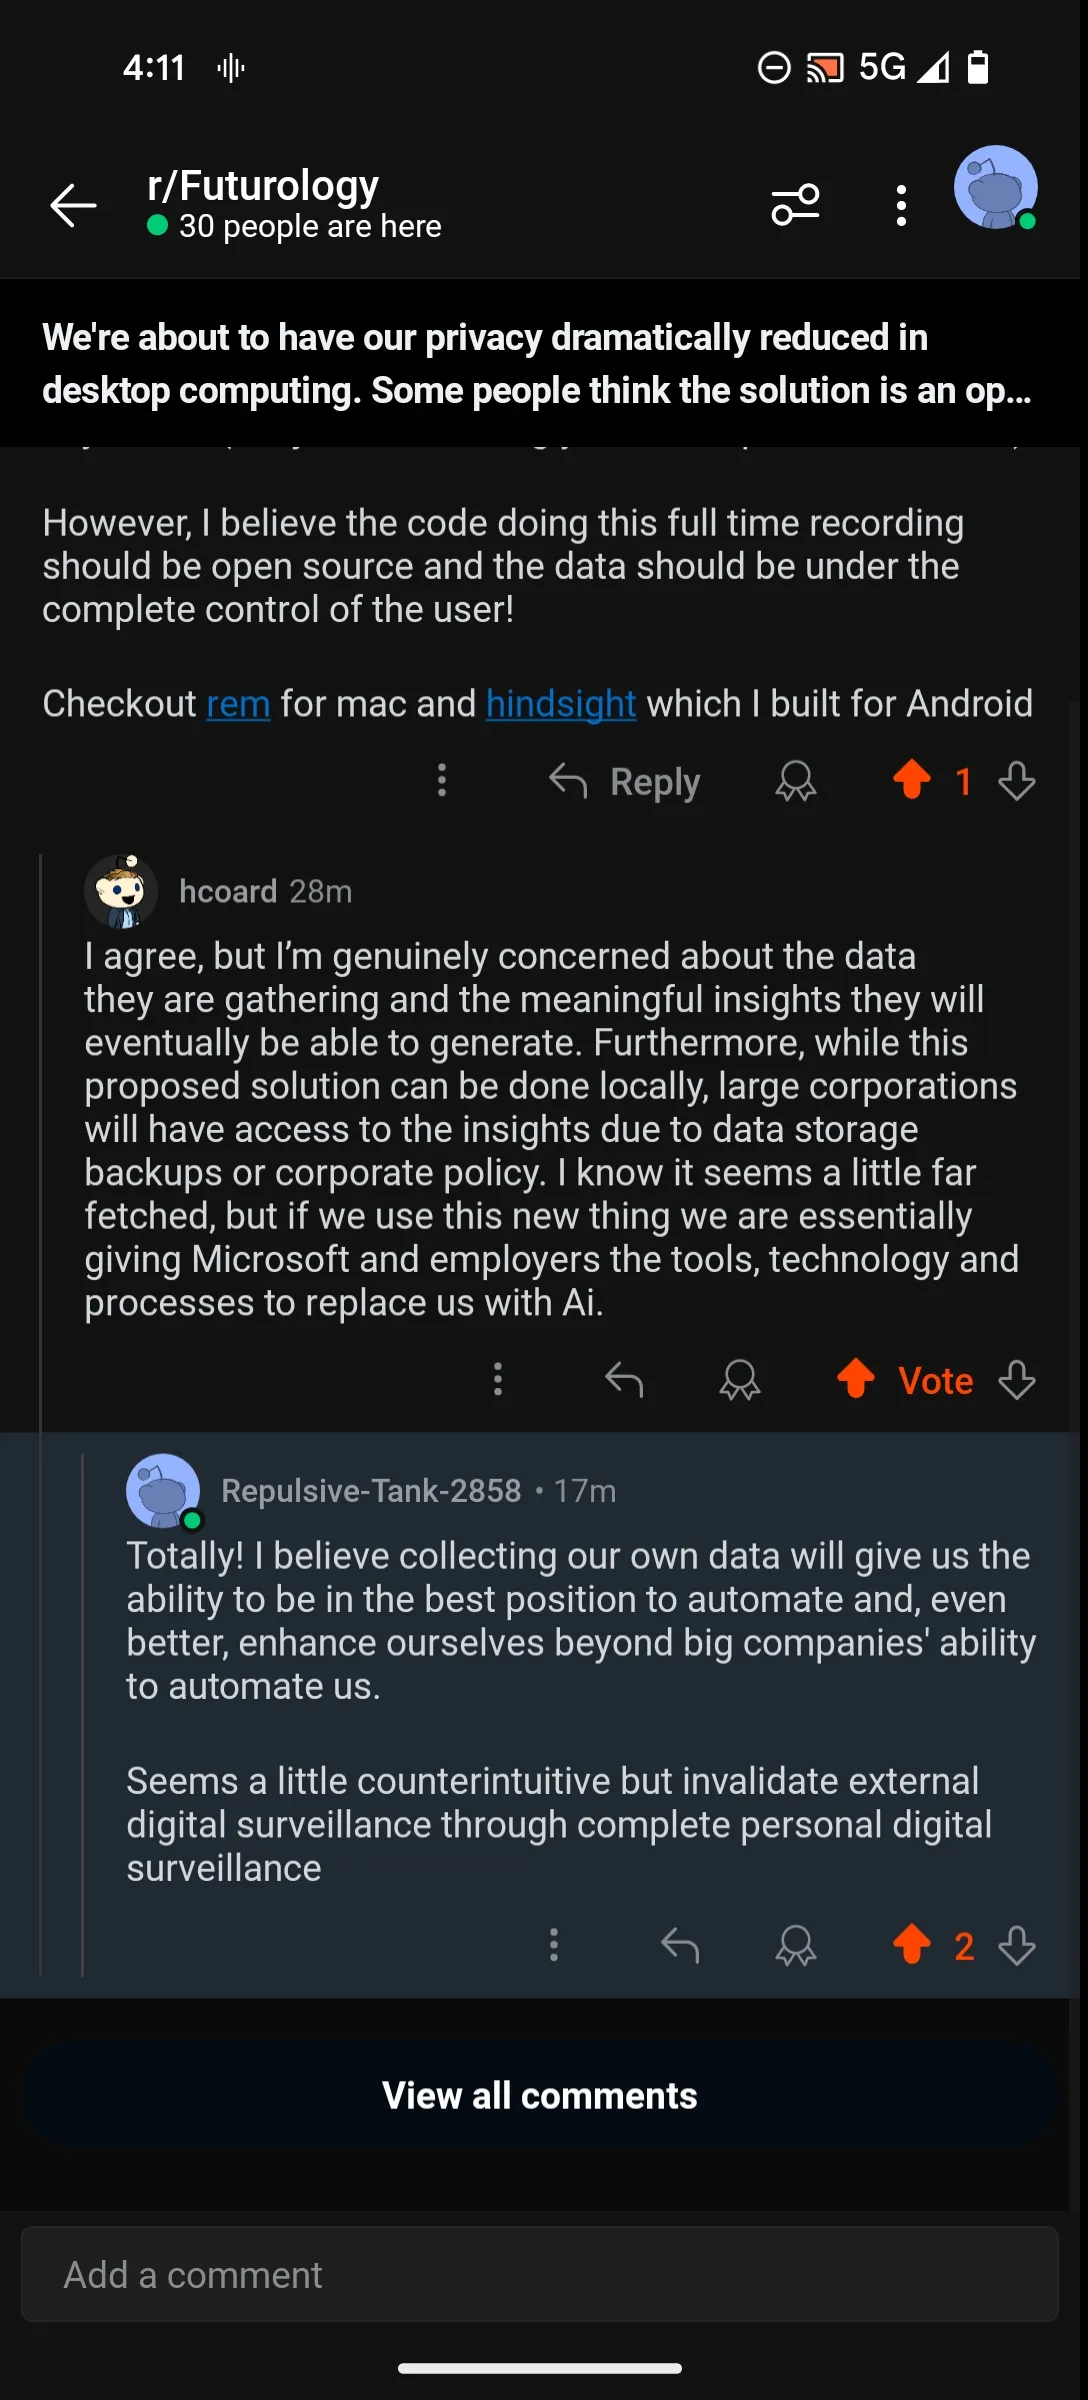 4:11
5G
r/Futurology
30 people are here
We're about to have our privacy dramatically reduced in
desktop computing. Some people think the solution is an op...
However, I believe the code doing this full time recording
should be open source and the data should be under the
complete control of the user!
Checkout rem for mac and hindsight which I built for Android
Reply
1
hcoard 28m
I agree, but I’m genuinely concerned about the data
they are gathering and the meaningful insights they will
eventually be able to generate. Furthermore, while this
proposed solution can be done locally, large corporations
will have access to the insights due to data storage
backups or corporate policy. I know it seems a little far
fetched, but if we use this new thing we are essentially
giving Microsoft and employers the tools, technology and
processes to replace us with Ai.
Vote
Repulsive-Tank-2858 • 17m
Totally! I believe collecting our own data will give us the
ability to be in the best position to automate and, even
better, enhance ourselves beyond big companies' ability
to automate us.
Seems a little counterintuitive but invalidate external
digital surveillance through complete personal digital
surveillance
2
View all comments
Add a comment